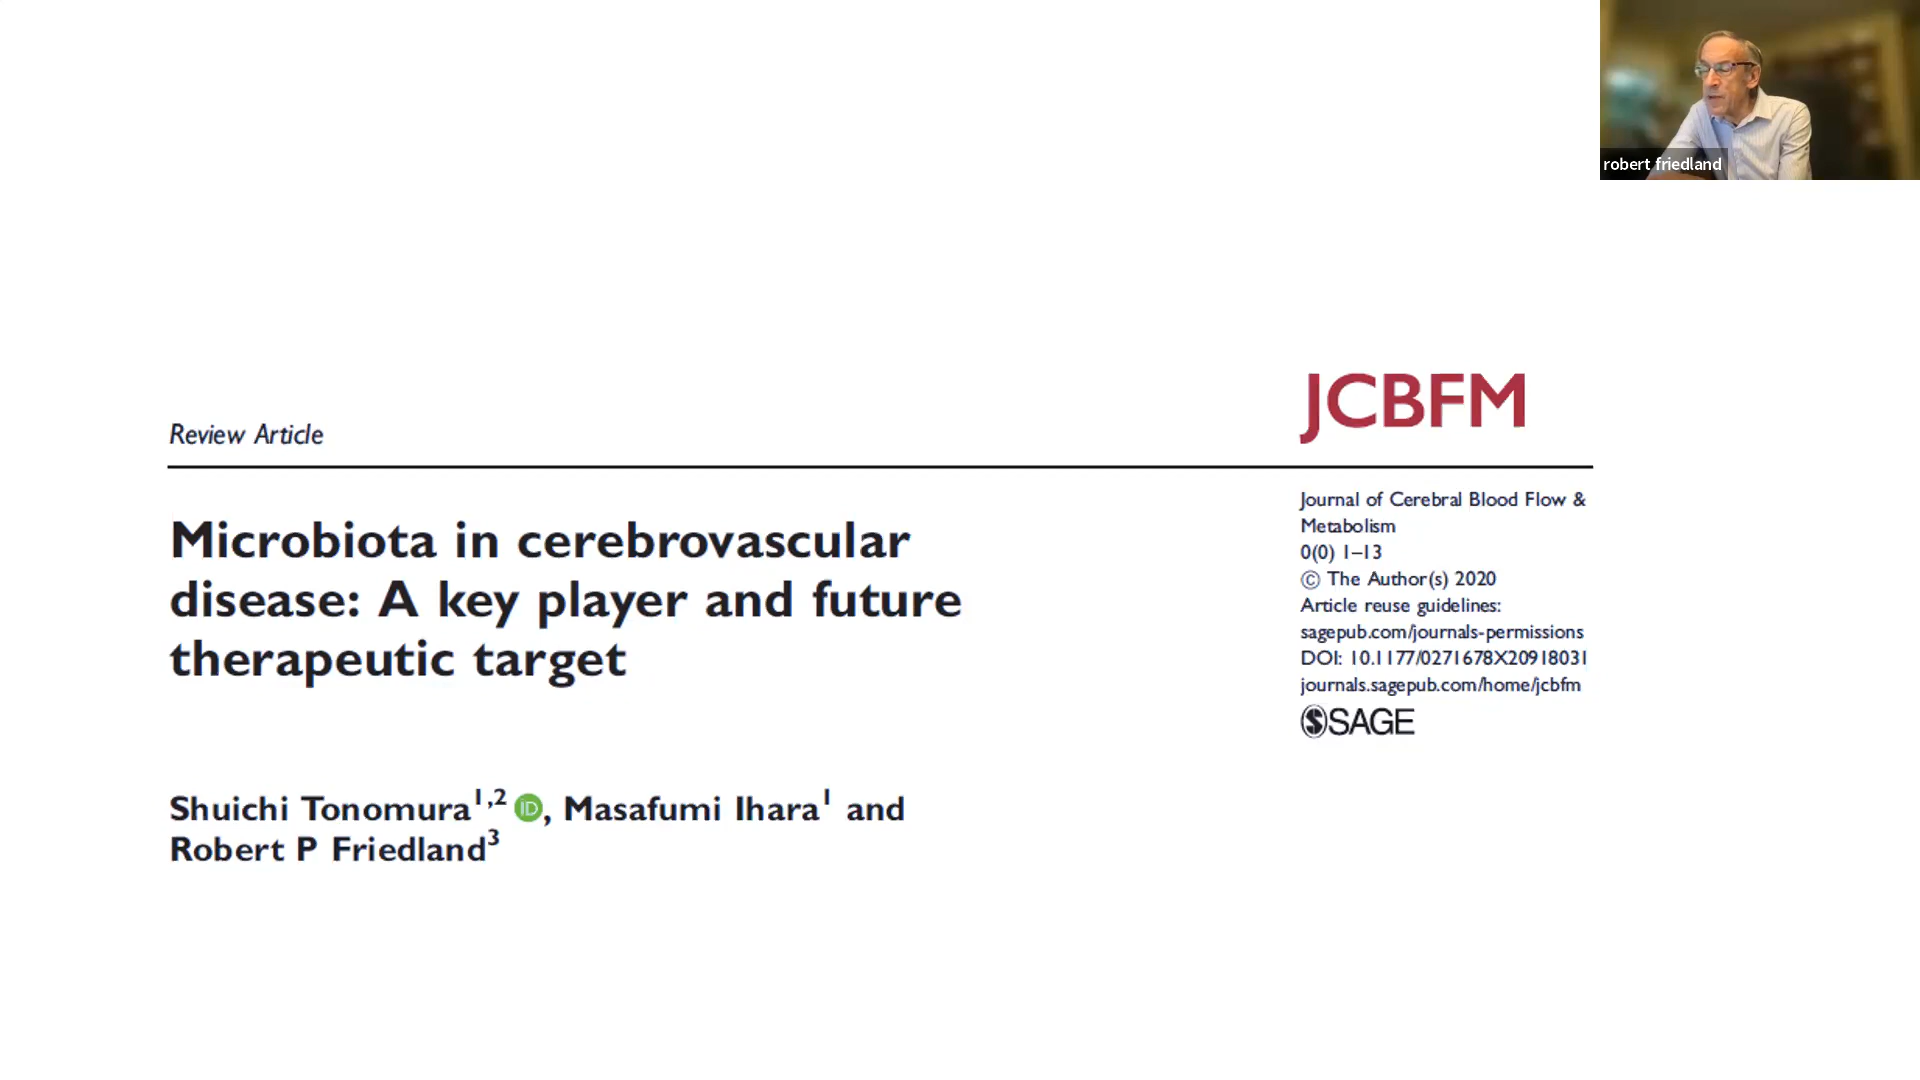 robert friedland
JCBFM
Review Article
Microbiota in cerebrovascular
disease: A key player and future
therapeutic target
Journal of Cerebral Blood Flow &
Metabolism
0(0) 1–13
© The Author(s) 2020
Article reuse guidelines:
sagepub.com/journals-permissions
DOI: 10.1177/0271678X20918031
journals.sagepub.com/home/jcbfm
SAGE
Shuichi Tonomura1,2 iD, Masafumi Ihara1 and
Robert P Friedland3